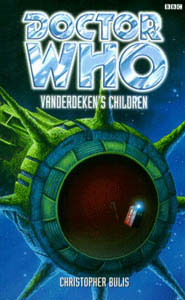 BBC
DOCTOR
WHO
VANDERDEKEN'S CHILDREN
CHRISTOPHER BULIS